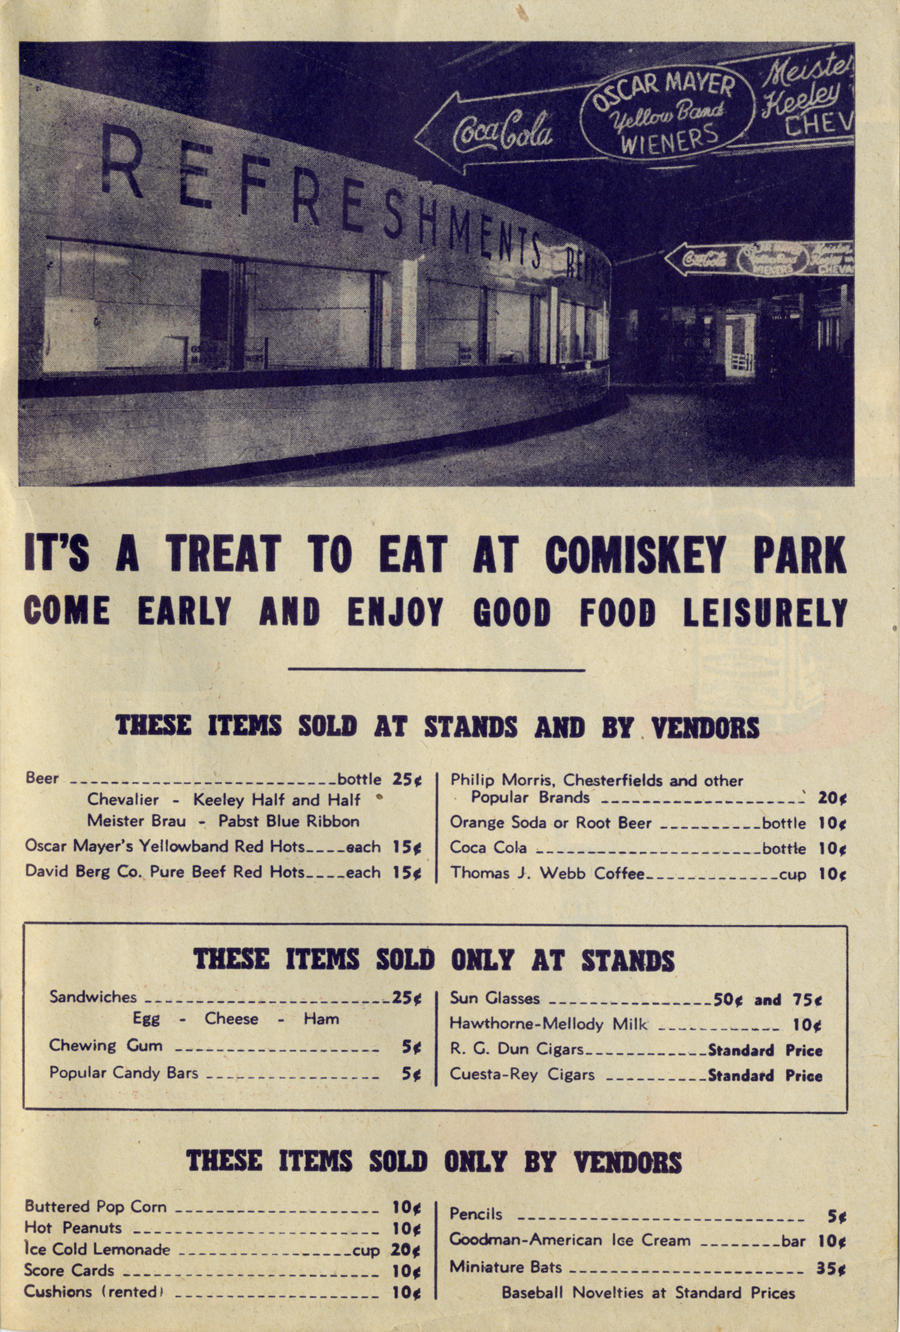 REFRESHMENTS
REFRE
Coca Cola
OSCAR MAYER
Yellow Band
WIENERS
Meister
Keeley
CHEV
Coca Cola
WIENERS
Meister
Keeley
CHEVA
IT'S A TREAT TO EAT AT COMISKEY PARK
COME EARLY AND ENJOY GOOD FOOD LEISURELY
THESE ITEMS SOLD AT STANDS AND BY VENDORS
Beer bottle 25¢
Chevalier - Keeley Half and Half
Meister Brau - Pabst Blue Ribbon
Oscar Mayer's Yellowband Red Hots each 15¢
David Berg Co. Pure Beef Red Hots each 15¢
Philip Morris, Chesterfields and other
Popular Brands 20¢
Orange Soda or Root Beer bottle 10¢
Coca Cola bottle 10¢
Thomas J. Webb Coffee cup 10¢
THESE ITEMS SOLD ONLY AT STANDS
Sandwiches 25¢
Egg - Cheese - Ham
Chewing Gum 5¢
Popular Candy Bars 5¢
Sun Glasses 50¢ and 75¢
Hawthorne-Mellody Milk 10¢
R. G. Dun Cigars Standard Price
Cuesta-Rey Cigars Standard Price
THESE ITEMS SOLD ONLY BY VENDORS
Buttered Pop Corn 10¢
Hot Peanuts 10¢
Ice Cold Lemonade cup 20¢
Score Cards 10¢
Cushions (rented) 10¢
Pencils 5¢
Goodman-American Ice Cream bar 10¢
Miniature Bats 35¢
Baseball Novelties at Standard Prices